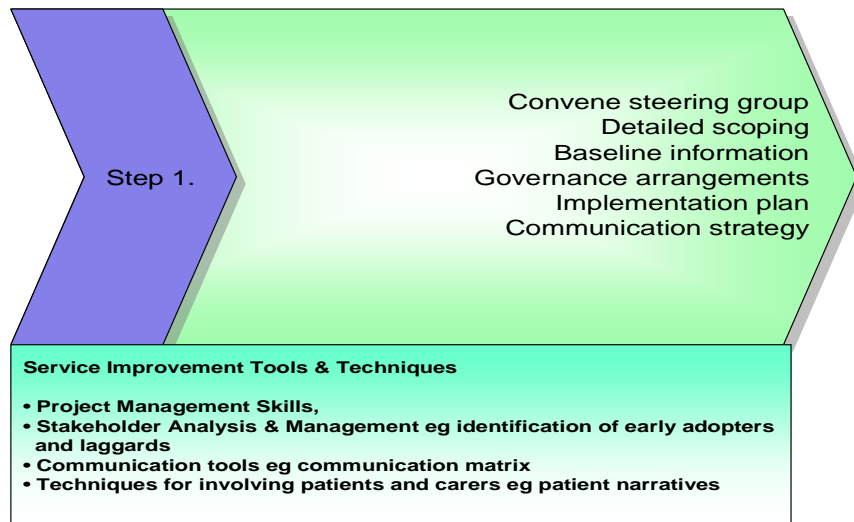 Step 1.
Convene steering group
Detailed scoping
Baseline information
Governance arrangements
Implementation plan
Communication strategy
Service Improvement Tools & Techniques
• Project Management Skills,
• Stakeholder Analysis & Management eg identification of early adopters
and laggards
• Communication tools eg communication matrix
• Techniques for involving patients and carers eg patient narratives